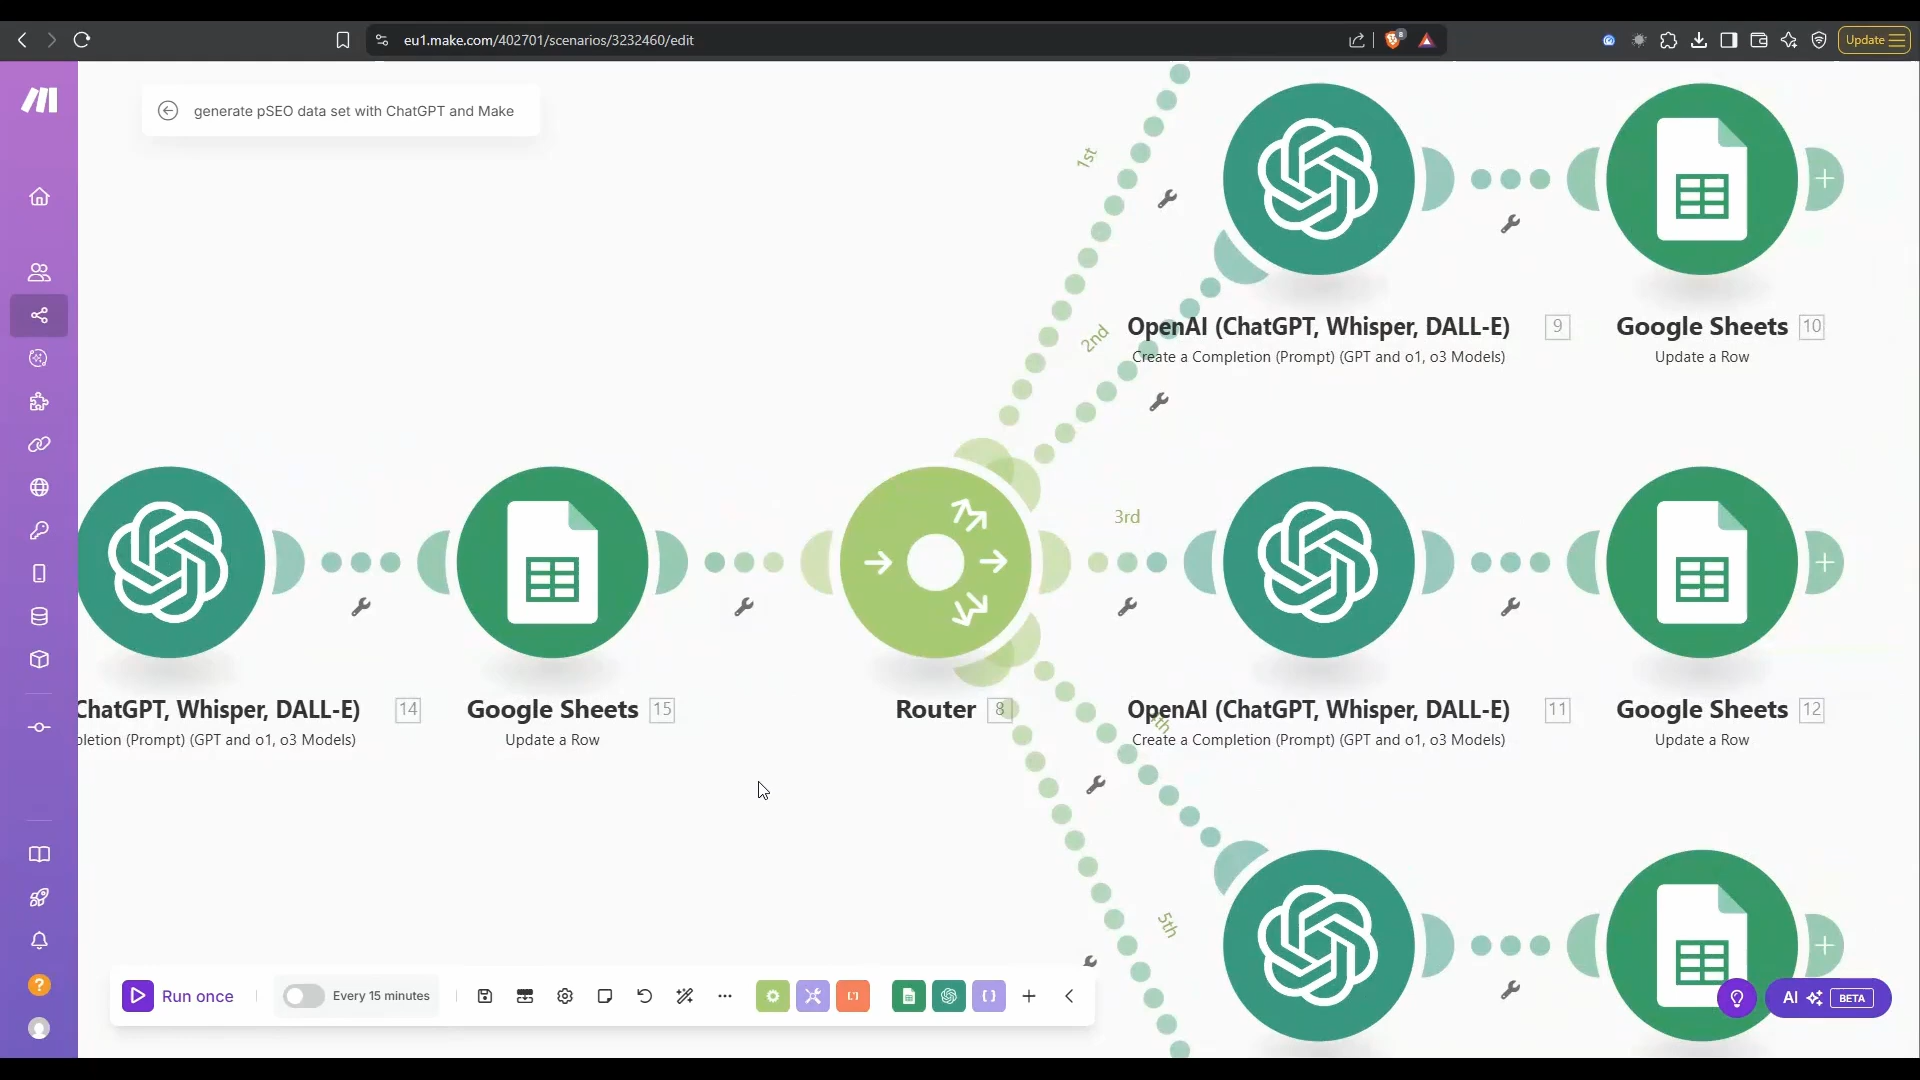 eu1.make.com/402701/scenarios/3232460/edit
8
Update
generate pSEO data set with ChatGPT and Make
1st
2nd
OpenAI (ChatGPT, Whisper, DALL-E) 9
Create a Completion (Prompt) (GPT and o1, o3 Models)
Google Sheets 10
Update a Row
3rd
ChatGPT, Whisper, DALL-E) 14
pletion (Prompt) (GPT and o1, o3 Models)
Google Sheets 15
Update a Row
Router 8
OpenAI (ChatGPT, Whisper, DALL-E) 11
Create a Completion (Prompt) (GPT and o1, o3 Models)
Google Sheets 12
Update a Row
5th
Run once
Every 15 minutes
AI BETA